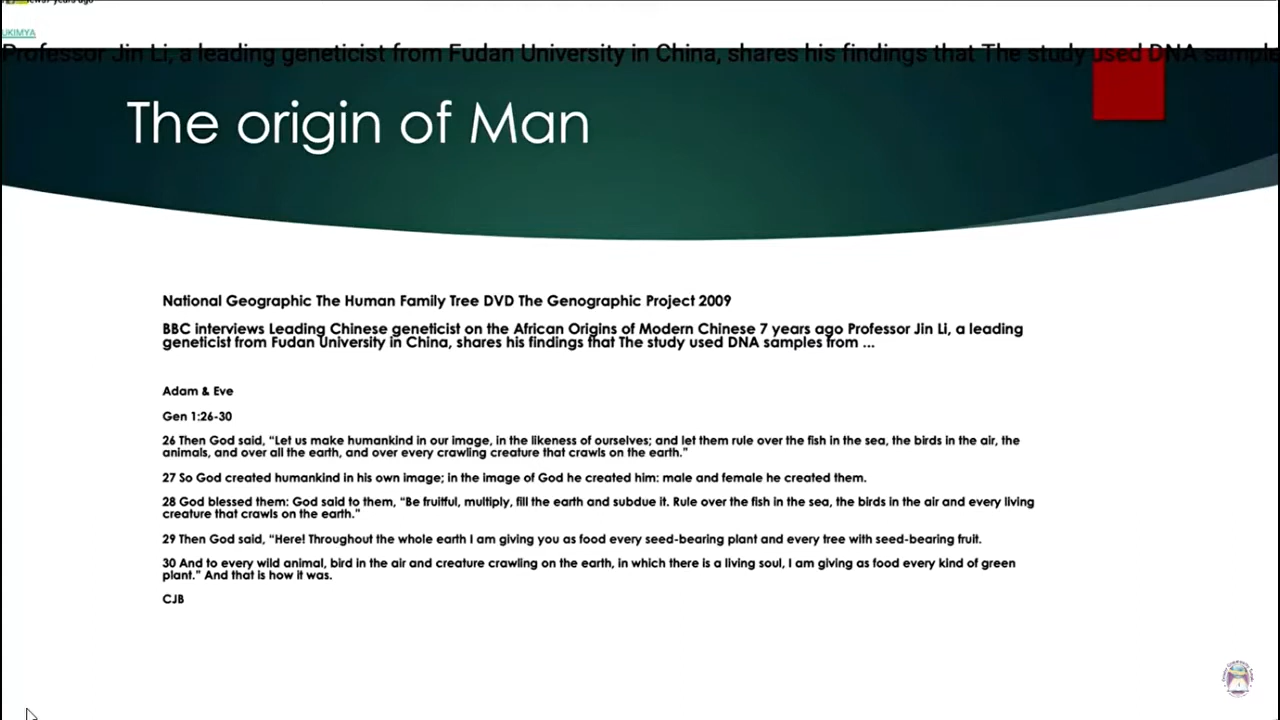 7 years ago
UKIMYA
Professor Jin Li, a leading geneticist from Fudan University in China, shares his findings that The study used DNA sample
The origin of Man
National Geographic The Human Family Tree DVD The Genographic Project 2009
BBC interviews Leading Chinese geneticist on the African Origins of Modern Chinese 7 years ago Professor Jin Li, a leading
geneticist from Fudan University in China, shares his findings that The study used DNA samples from ...
Adam & Eve
Gen 1:26-30
26 Then God said, “Let us make humankind in our image, in the likeness of ourselves; and let them rule over the fish in the sea, the birds in the air, the
animals, and over all the earth, and over every crawling creature that crawls on the earth.”
27 So God created humankind in his own image; in the image of God he created him: male and female he created them.
28 God blessed them: God said to them, “Be fruitful, multiply, fill the earth and subdue it. Rule over the fish in the sea, the birds in the air and every living
creature that crawls on the earth.”
29 Then God said, “Here! Throughout the whole earth I am giving you as food every seed-bearing plant and every tree with seed-bearing fruit.
30 And to every wild animal, bird in the air and creature crawling on the earth, in which there is a living soul, I am giving as food every kind of green
plant.” And that is how it was.
CJB